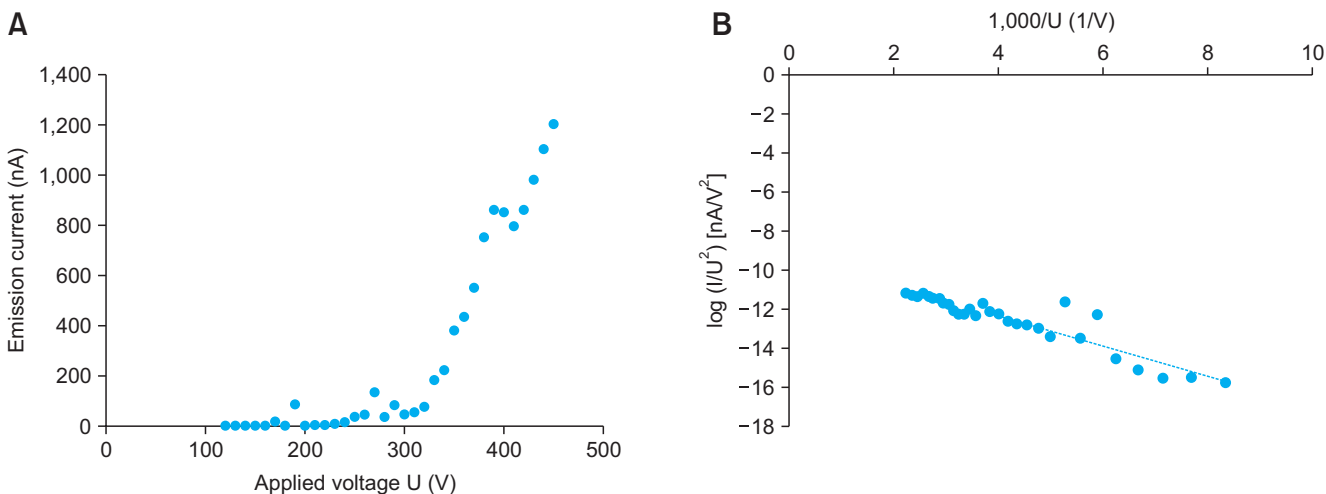 A
1,400
1,200
1,000
800
600
400
200
0
Emission current (nA)
0 100 200 300 400 500
Applied voltage U (V)
B
1,000/U (1/V)
0 2 4 6 8 10
0
−2
−4
−6
−8
−10
−12
−14
−16
−18
log (I/U²) [nA/V²]